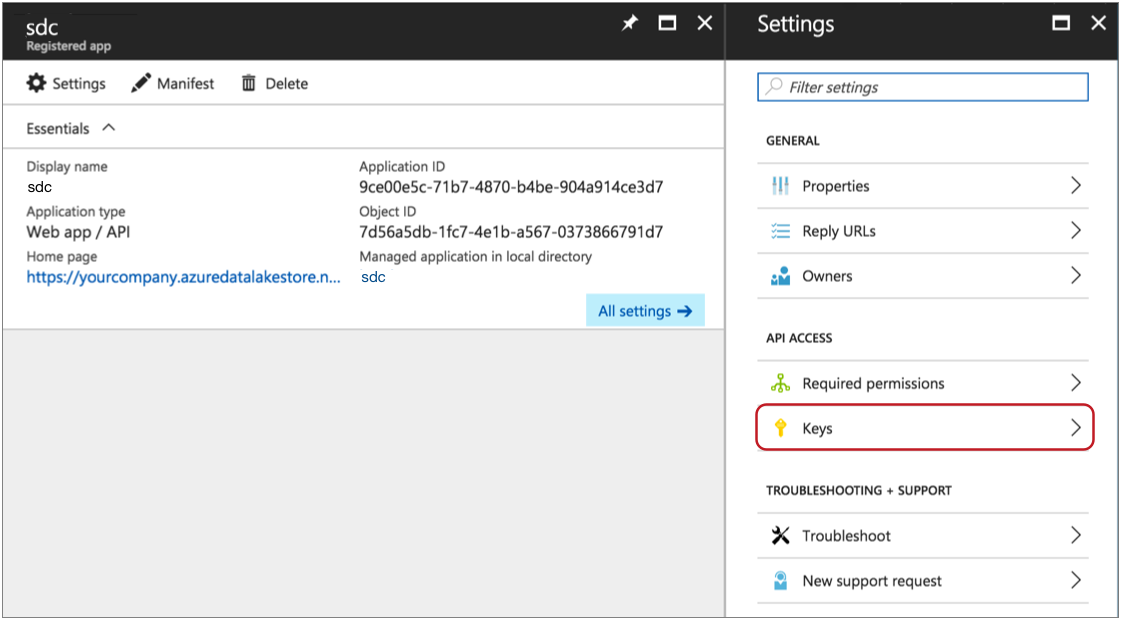 sdc
Registered app
Settings
Manifest
Delete
Essentials
Display name
sdc
Application type
Web app / API
Home page
https://yourcompany.azuredatalakestore.n...
Application ID
9ce00e5c-71b7-4870-b4be-904a914ce3d7
Object ID
7d56a5db-1fc7-4e1b-a567-0373866791d7
Managed application in local directory
sdc
All settings
Settings
Filter settings
GENERAL
Properties
Reply URLs
Owners
API ACCESS
Required permissions
Keys
TROUBLESHOOTING + SUPPORT
Troubleshoot
New support request